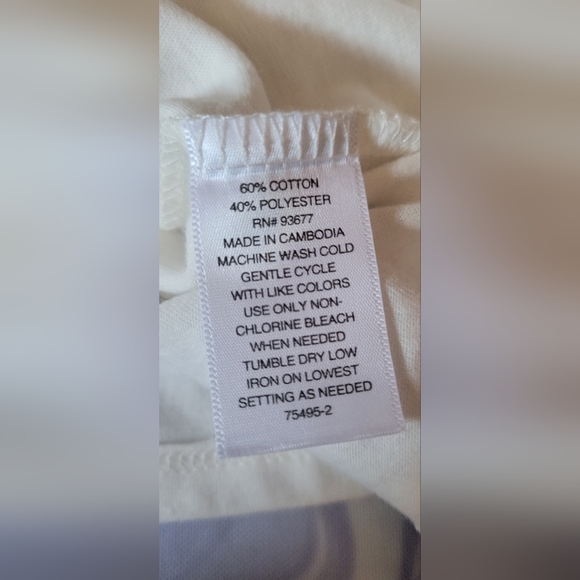 60% COTTON
40% POLYESTER
RN# 93677
MADE IN CAMBODIA
MACHINE WASH COLD
GENTLE CYCLE
WITH LIKE COLORS
USE ONLY NON-
CHLORINE BLEACH
WHEN NEEDED
TUMBLE DRY LOW
IRON ON LOWEST
SETTING AS NEEDED
75495-2